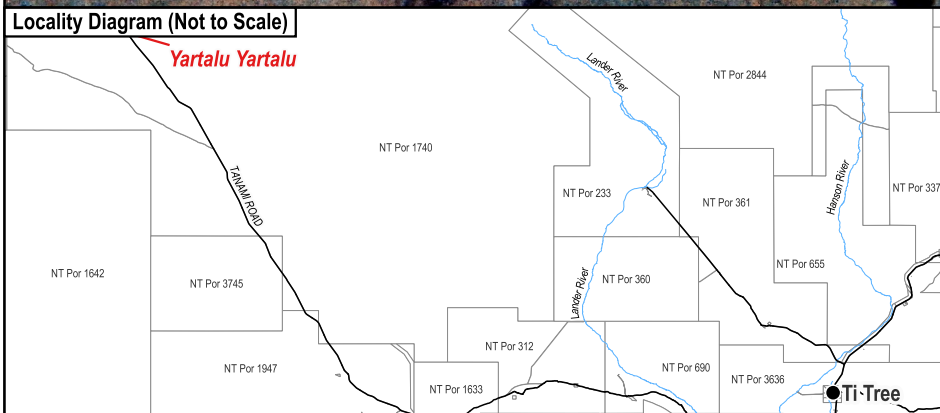 Locality Diagram (Not to Scale)
Yartalu Yartalu
Lander River
NT Por 2844
NT Por 1740
TANAMI ROAD
NT Por 233
NT Por 361
Hanson River
NT Por 337
NT Por 655
NT Por 1642
NT Por 3745
Lander River
NT Por 360
NT Por 312
NT Por 1947
NT Por 690
NT Por 3636
NT Por 1633
Ti Tree